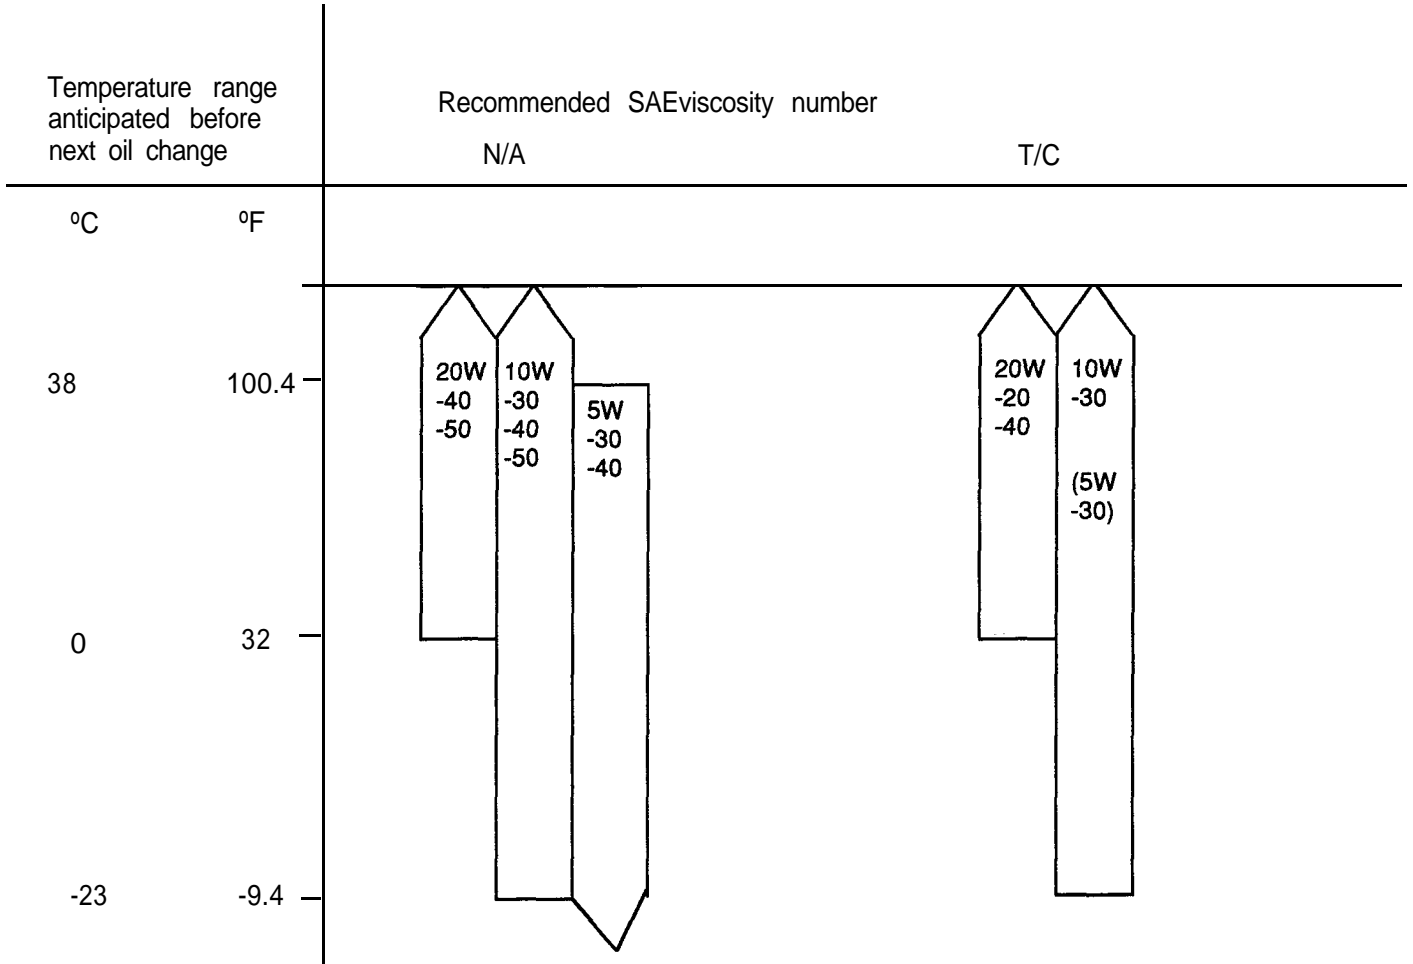 Temperature range
anticipated before
next oil change
Recommended SAEviscosity number
N/A
T/C
ºC ºF
38 100.4
0 32
-23 -9.4
20W
-40
-50
10W
-30
-40
-50
5W
-30
-40
20W
-20
-40
10W
-30
(5W
-30)